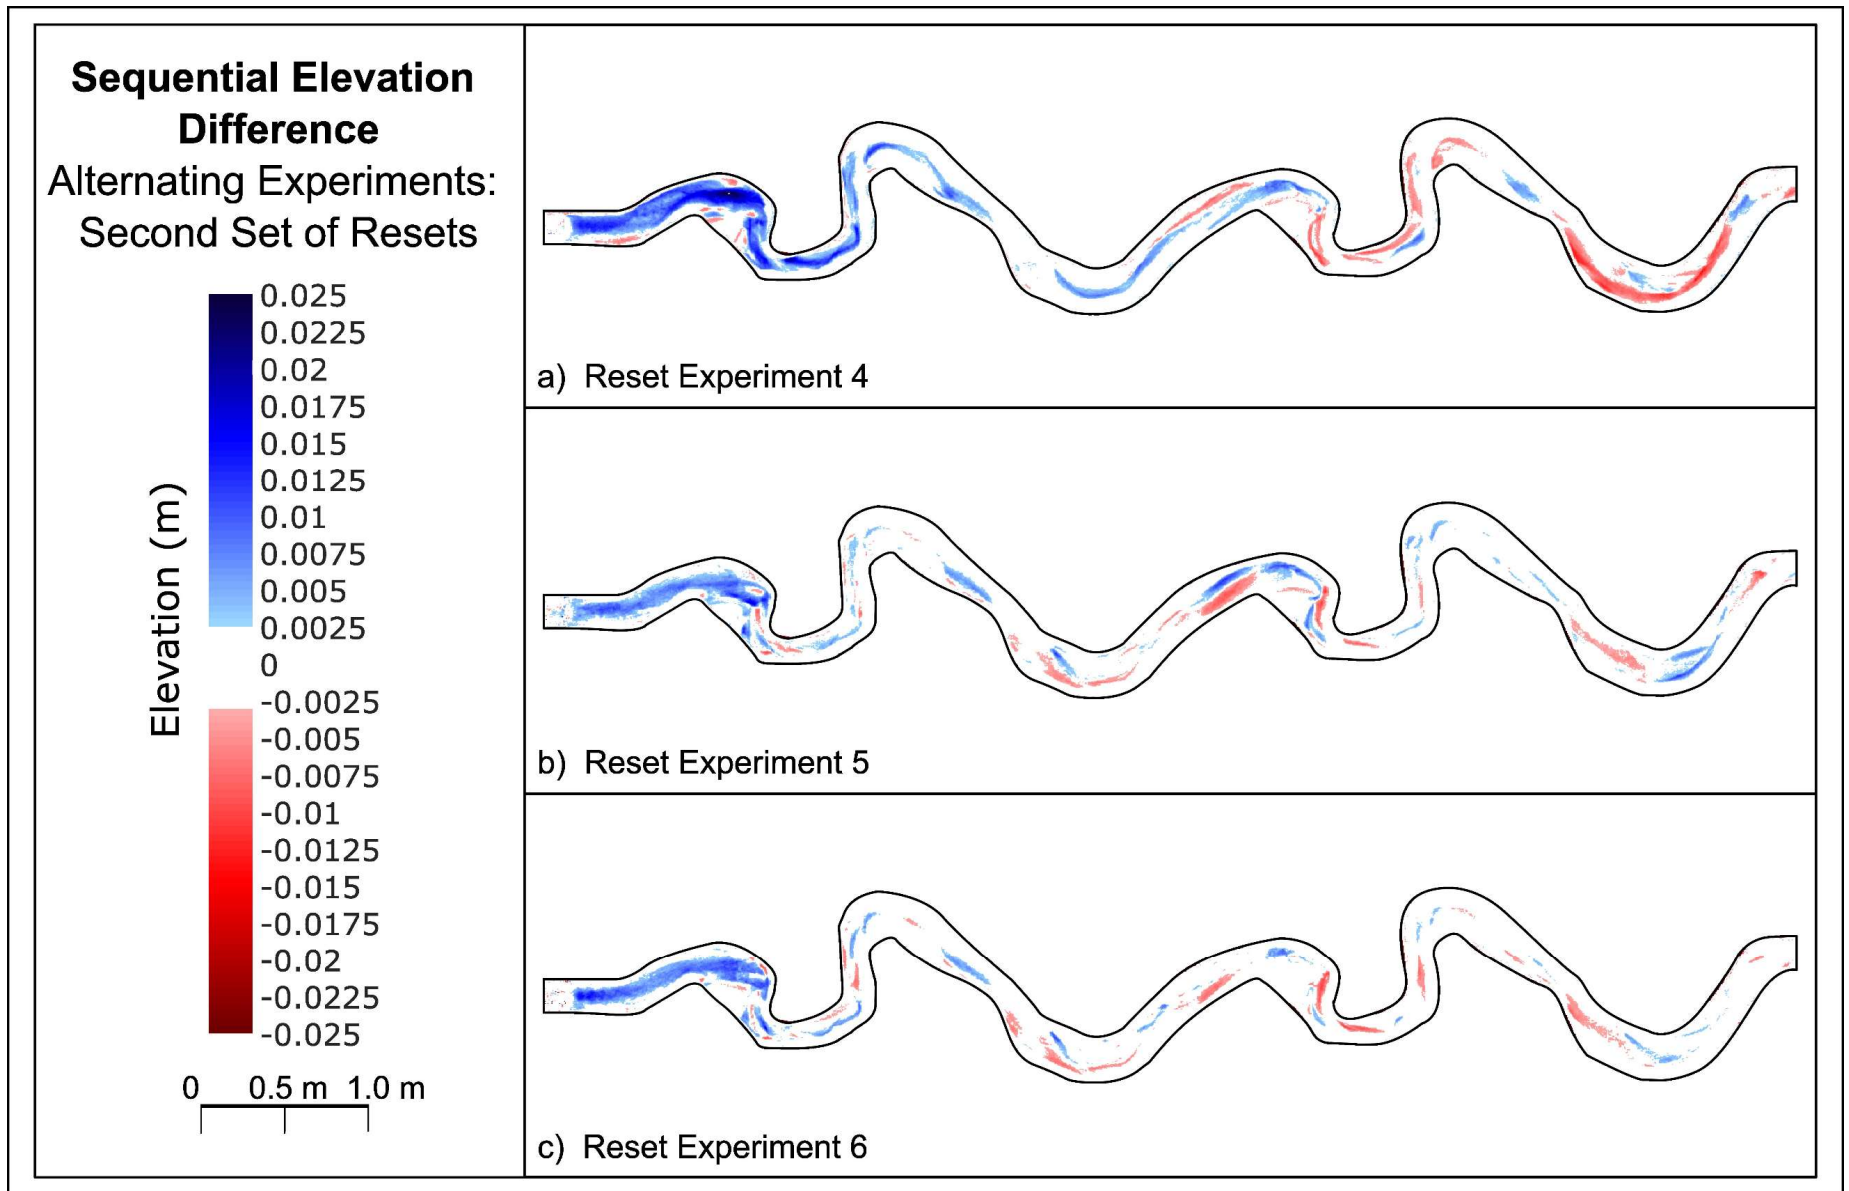 Sequential Elevation
Difference
Alternating Experiments:
Second Set of Resets
Elevation (m)
0.025
0.0225
0.02
0.0175
0.015
0.0125
0.01
0.0075
0.005
0.0025
0
-0.0025
-0.005
-0.0075
-0.01
-0.0125
-0.015
-0.0175
-0.02
-0.0225
-0.025
0 0.5 m 1.0 m
a) Reset Experiment 4
b) Reset Experiment 5
c) Reset Experiment 6